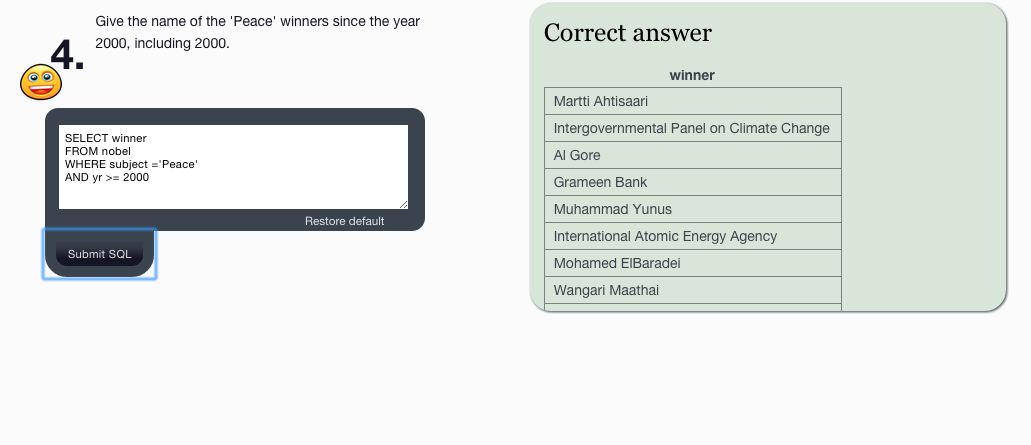 Give the name of the 'Peace' winners since the year
2000, including 2000.
4.
SELECT winner
FROM nobel
WHERE subject ='Peace'
AND yr >= 2000
Restore default
Submit SQL
Correct answer
winner
Martti Ahtisaari
Intergovernmental Panel on Climate Change
Al Gore
Grameen Bank
Muhammad Yunus
International Atomic Energy Agency
Mohamed ElBaradei
Wangari Maathai